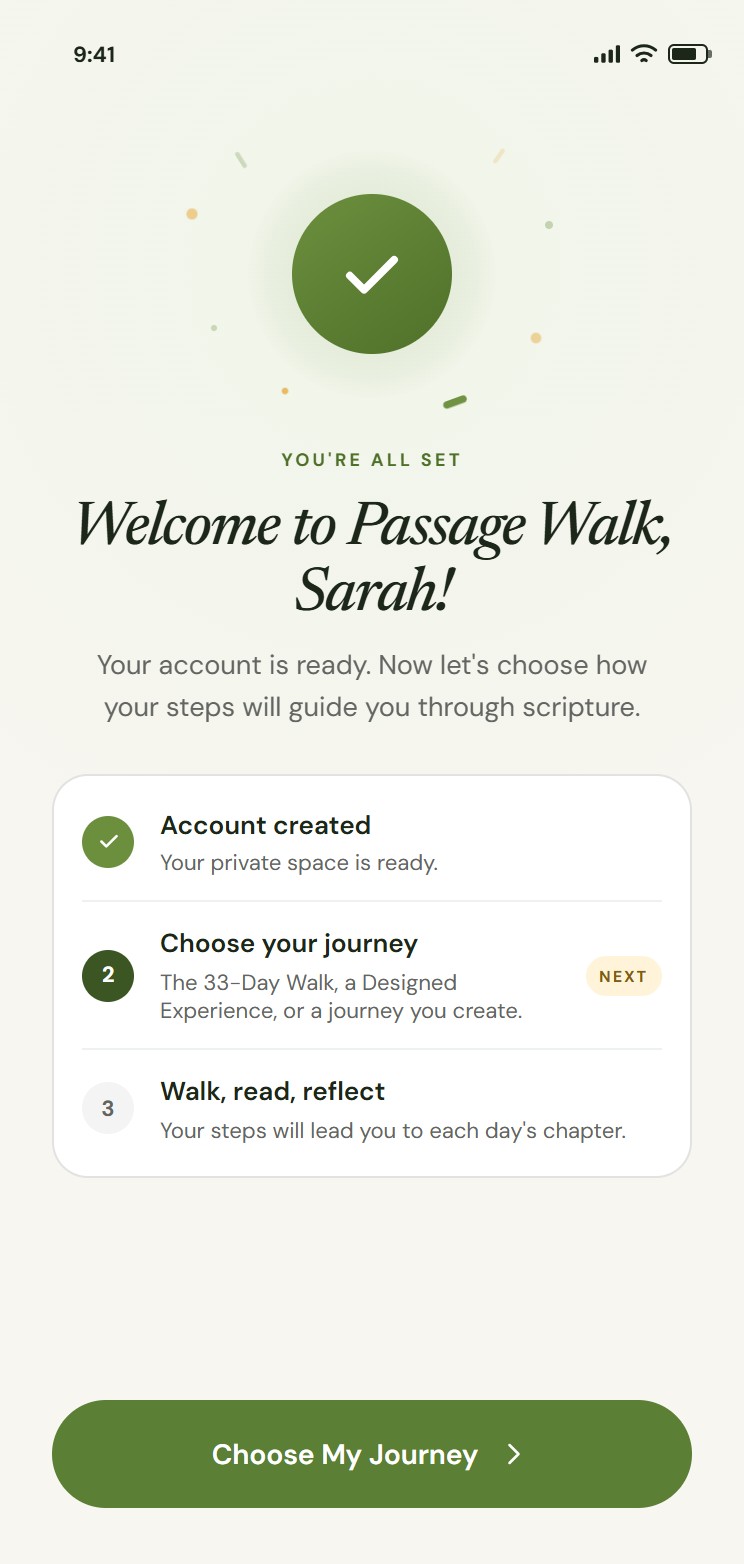 9:41
YOU'RE ALL SET
Welcome to Passage Walk,
Sarah!
Your account is ready. Now let's choose how
your steps will guide you through scripture.
Account created
Your private space is ready.
2
Choose your journey
The 33-Day Walk, a Designed
Experience, or a journey you create.
NEXT
3
Walk, read, reflect
Your steps will lead you to each day's chapter.
Choose My Journey